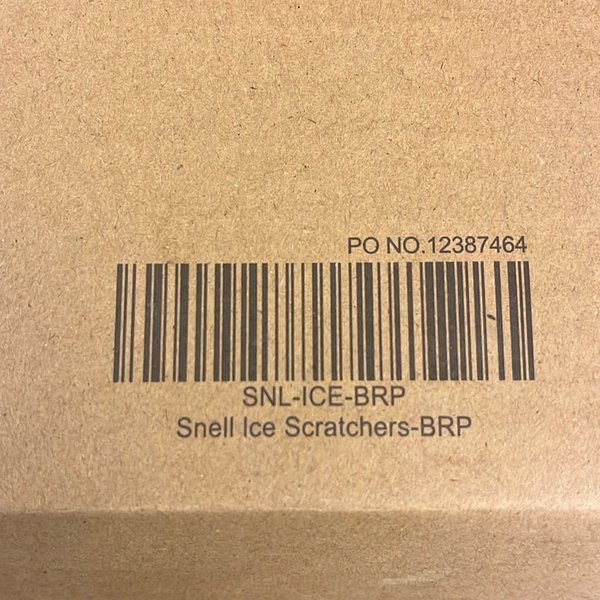 PO NO.12387464
SNL-ICE-BRP
Snell Ice Scratchers-BRP